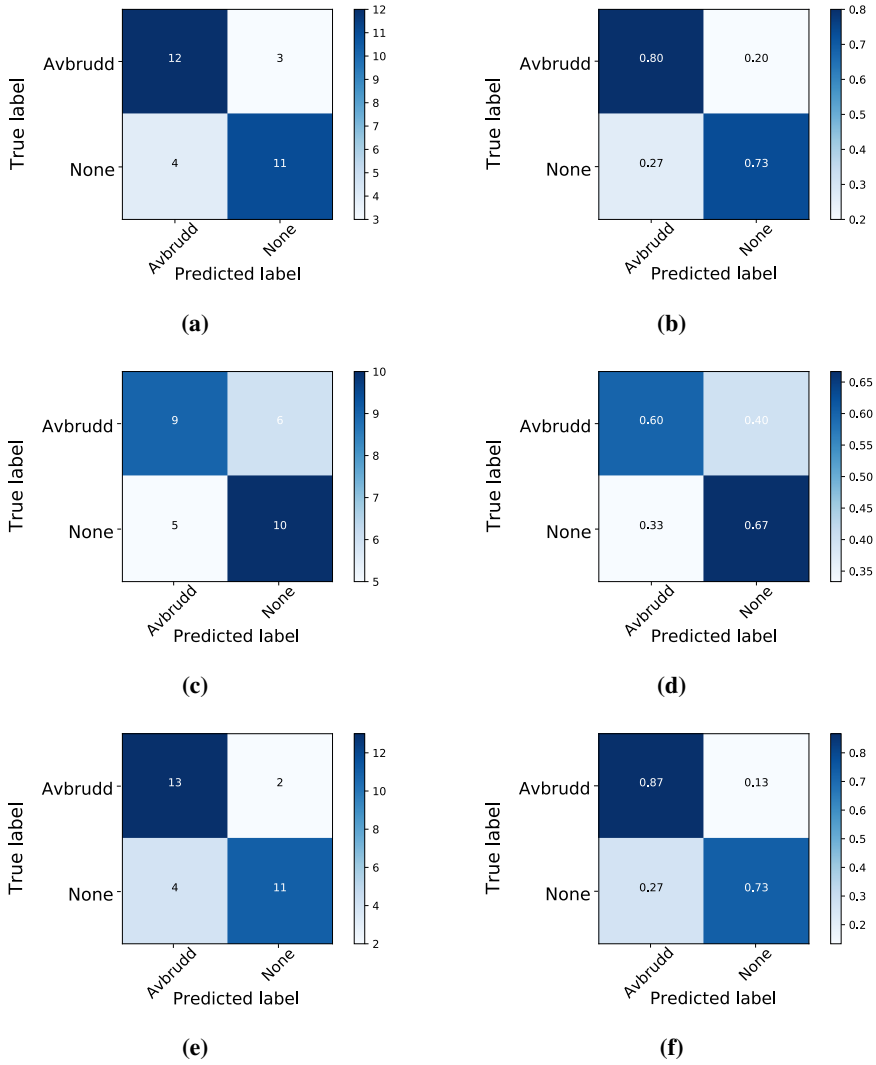 12
11
10
9
8
7
6
5
4
3
True label
Avbrudd
None
12 3
4 11
Avbrudd None
Predicted label
(a)
0.8
0.7
0.6
0.5
0.4
0.3
0.2
True label
Avbrudd
None
0.80 0.20
0.27 0.73
Avbrudd None
Predicted label
(b)
10
9
8
7
6
5
True label
Avbrudd
None
9 6
5 10
Avbrudd None
Predicted label
(c)
0.65
0.60
0.55
0.50
0.45
0.40
0.35
True label
Avbrudd
None
0.60 0.40
0.33 0.67
Avbrudd None
Predicted label
(d)
12
10
8
6
4
2
True label
Avbrudd
None
13 2
4 11
Avbrudd None
Predicted label
(e)
0.8
0.7
0.6
0.5
0.4
0.3
0.2
True label
Avbrudd
None
0.87 0.13
0.27 0.73
Avbrudd None
Predicted label
(f)